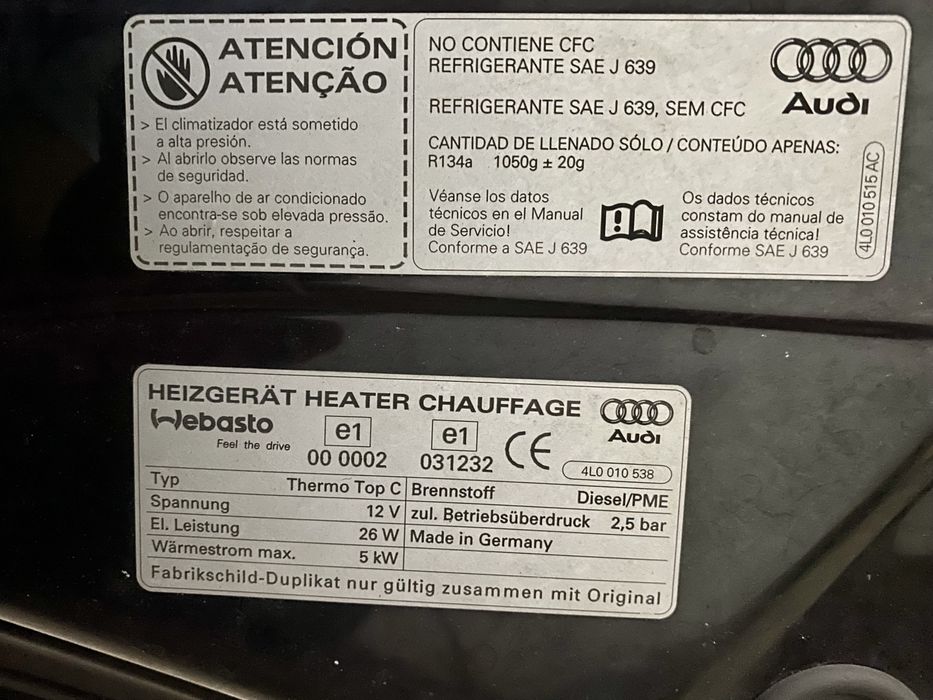 ATENCIÓN
ATENÇÃO
> El climatizador está sometido
a alta presión.
> Al abrirlo observe las normas
de seguridad.
> O aparelho de ar condicionado
encontra-se sob elevada pressão.
> Ao abrir, respeitar a
regulamentação de segurança.
NO CONTIENE CFC
REFRIGERANTE SAE J 639
REFRIGERANTE SAE J 639, SEM CFC
Audi
CANTIDAD DE LLENADO SÓLO / CONTEÚDO APENAS:
R134a 1050g ± 20g
Véanse los datos
técnicos en el Manual
de Servicio!
Conforme a SAE J 639
Os dados técnicos
constam do manual de
assistência técnica!
Conforme SAE J 639
4L0 010 515 AC
HEIZGERÄT HEATER CHAUFFAGE
Webasto
Feel the drive
e1
00 0002
e1
031232
CE
Audi
4L0 010 538
Typ Thermo Top C Brennstoff Diesel/PME
Spannung 12 V zul. Betriebsüberdruck 2,5 bar
El. Leistung 26 W Made in Germany
Wärmestrom max. 5 kW
Fabrikschild-Duplikat nur gültig zusammen mit Original